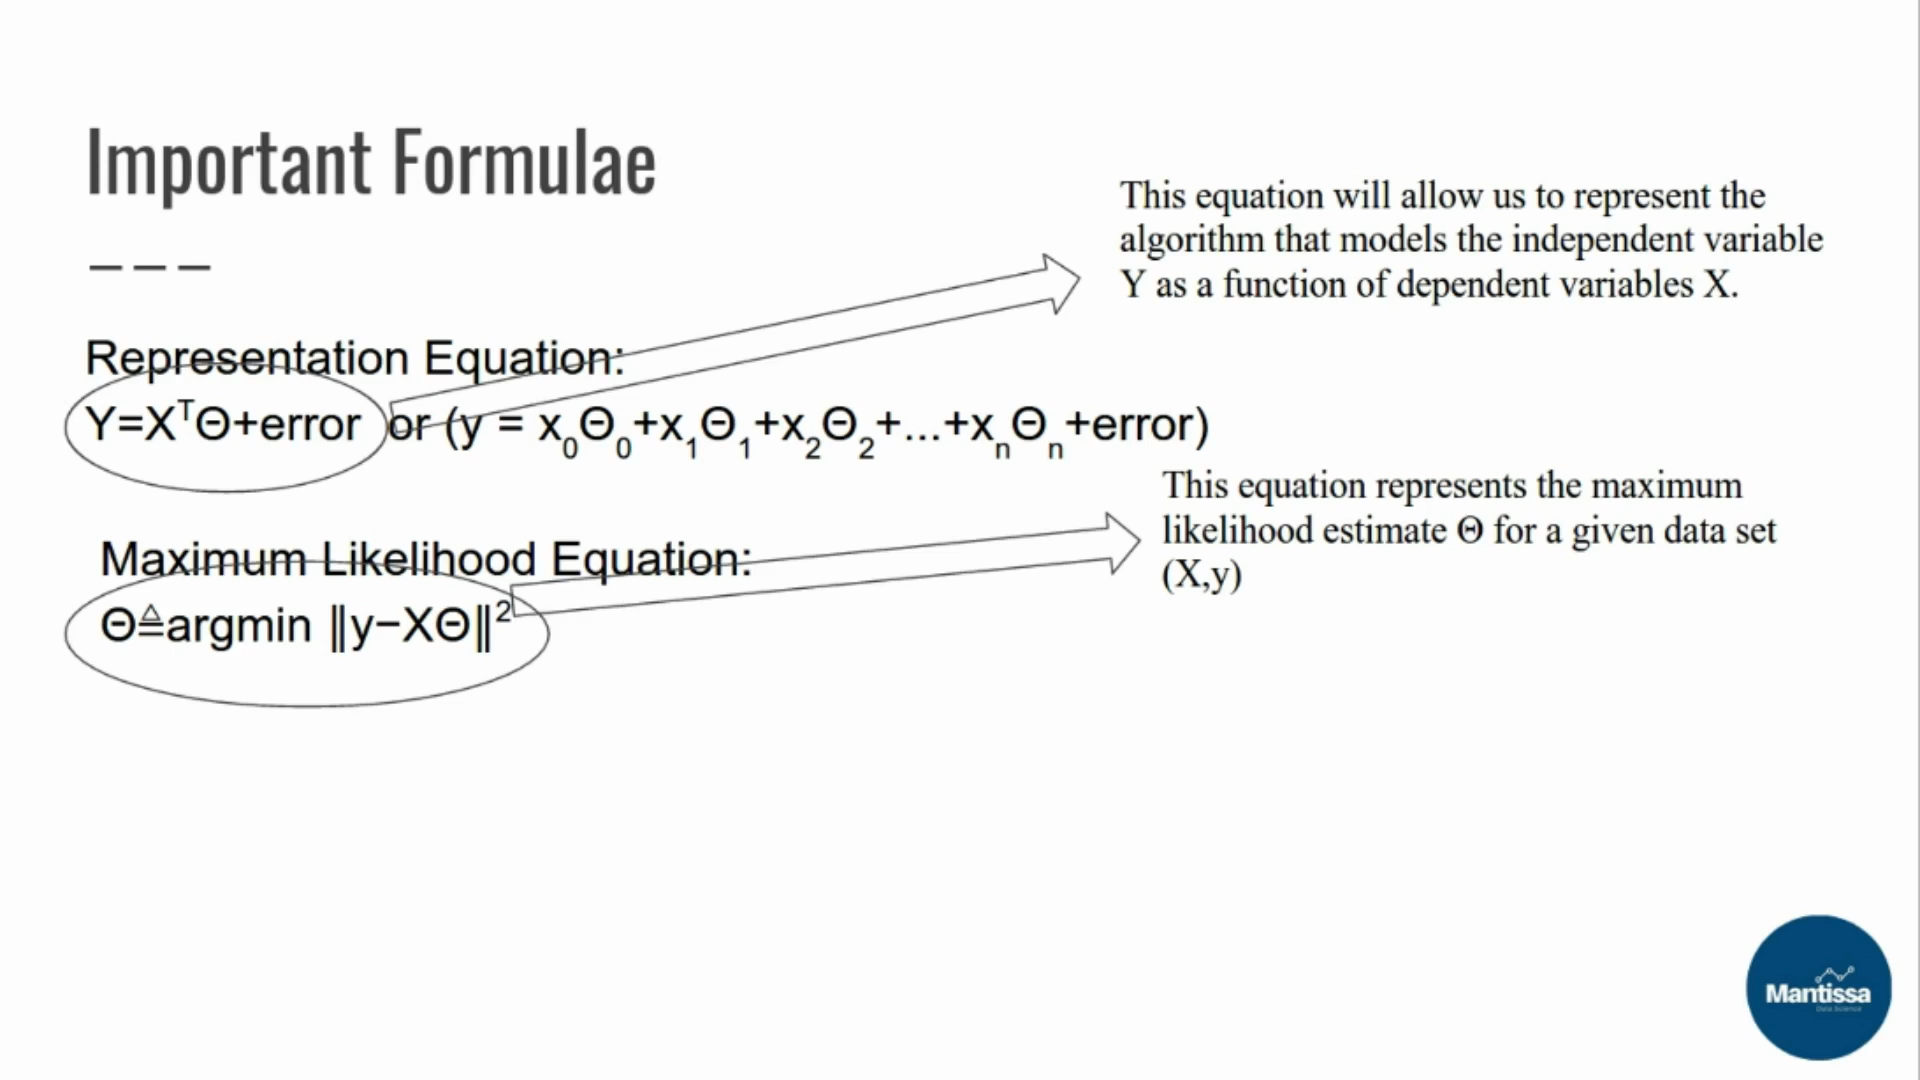 Important Formulae
This equation will allow us to represent the
algorithm that models the independent variable
Y as a function of dependent variables X.
Representation Equation:
Y=XᵀΘ+error or (y = x₀Θ₀+x₁Θ₁+x₂Θ₂+...+xₙΘₙ+error)
This equation represents the maximum
likelihood estimate Θ for a given data set
(X,y)
Maximum Likelihood Equation:
Θ≜argmin ‖y−XΘ‖²
Mantissa
Data Science